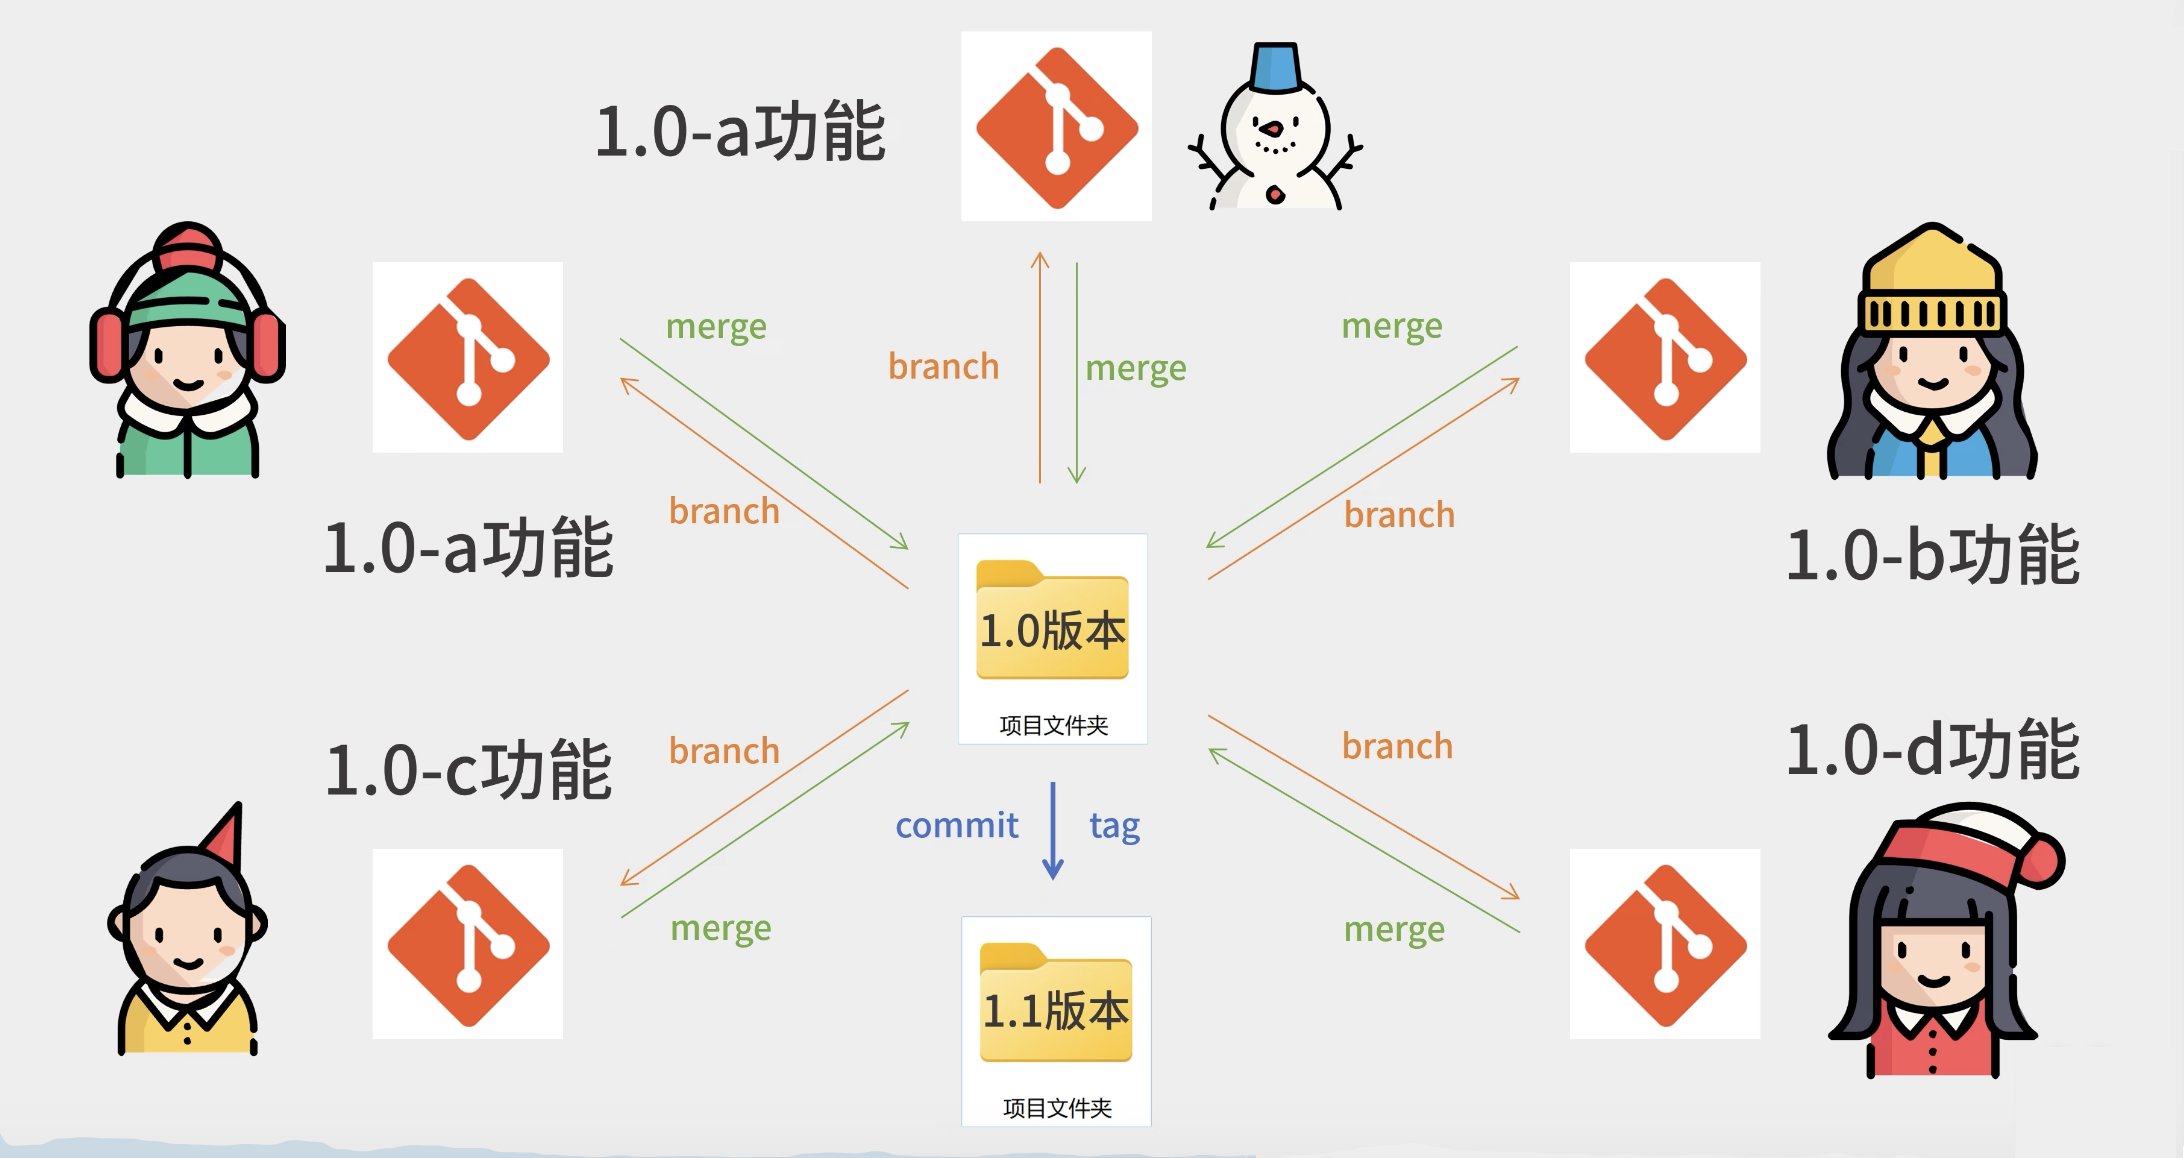 1.0-a功能
merge
branch
merge
merge
branch
branch
1.0-a功能
1.0-b功能
1.0版本
项目文件夹
1.0-c功能
branch
merge
commit
tag
branch
merge
1.0-d功能
1.1版本
项目文件夹